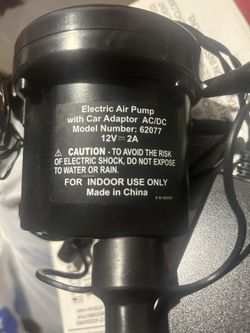 Electric Air Pump
with Car Adaptor AC/DC
Model Number: 62077
12V⎓2A
CAUTION - TO AVOID THE RISK
OF ELECTRIC SHOCK, DO NOT EXPOSE
TO WATER OR RAIN.
FOR INDOOR USE ONLY
Made in China